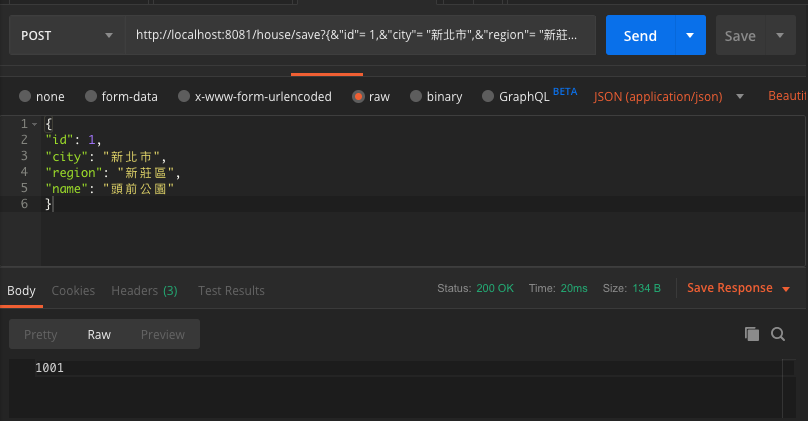 POST http://localhost:8081/house/save?{&"id"= 1,&"city"= "新北市",&"region"= "新莊... Send Save
none form-data x-www-form-urlencoded raw binary GraphQL BETA JSON (application/json) Beautif
1 {
2 "id": 1,
3 "city": "新北市",
4 "region": "新莊區",
5 "name": "頭前公園"
6 }
Body Cookies Headers (3) Test Results Status: 200 OK Time: 20ms Size: 134 B Save Response
Pretty Raw Preview
1001